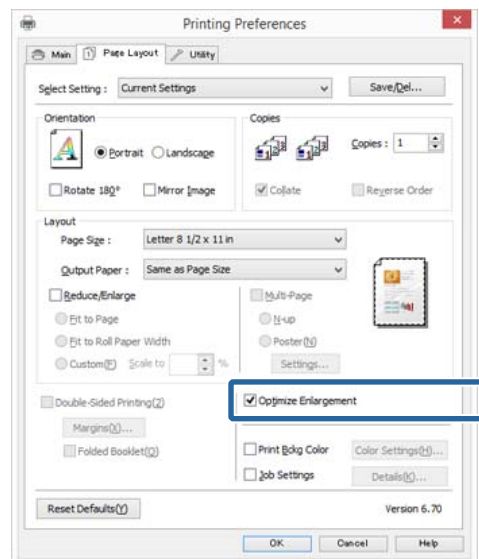 Printing Preferences
Main Page Layout Utility
Select Setting : Current Settings Save/Del...
Orientation Copies
Portrait Landscape Copies : 1
Rotate 180° Mirror Image Collate Reverse Order
Layout
Page Size : Letter 8 1/2 x 11 in
Output Paper : Same as Page Size
Reduce/Enlarge Multi-Page
Fit to Page N-up
Fit to Roll Paper Width Poster(N)
Custom(F) Scale to % Settings...
Double-Sided Printing(2) Optimize Enlargement
Margins(X)...
Folded Booklet(Q) Print Bckg Color Color Settings(H)...
Job Settings Details(K)...
Reset Defaults(Y) Version 6.70
OK Cancel Help